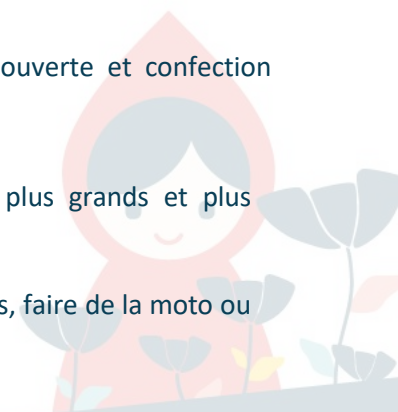 ouverte et confection
plus grands et plus
s, faire de la moto ou